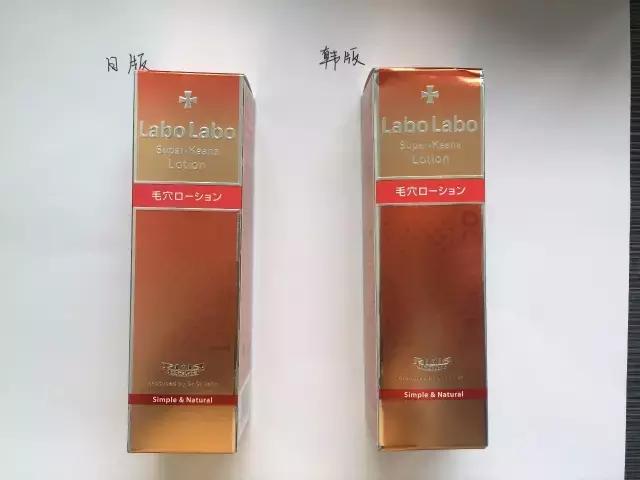 日版
韩版
Labo Labo
Super-Keana
Lotion
毛穴ローション
Simple & Natural
Labo Labo
Super-Keana
Lotion
毛穴ローション
Simple & Natural